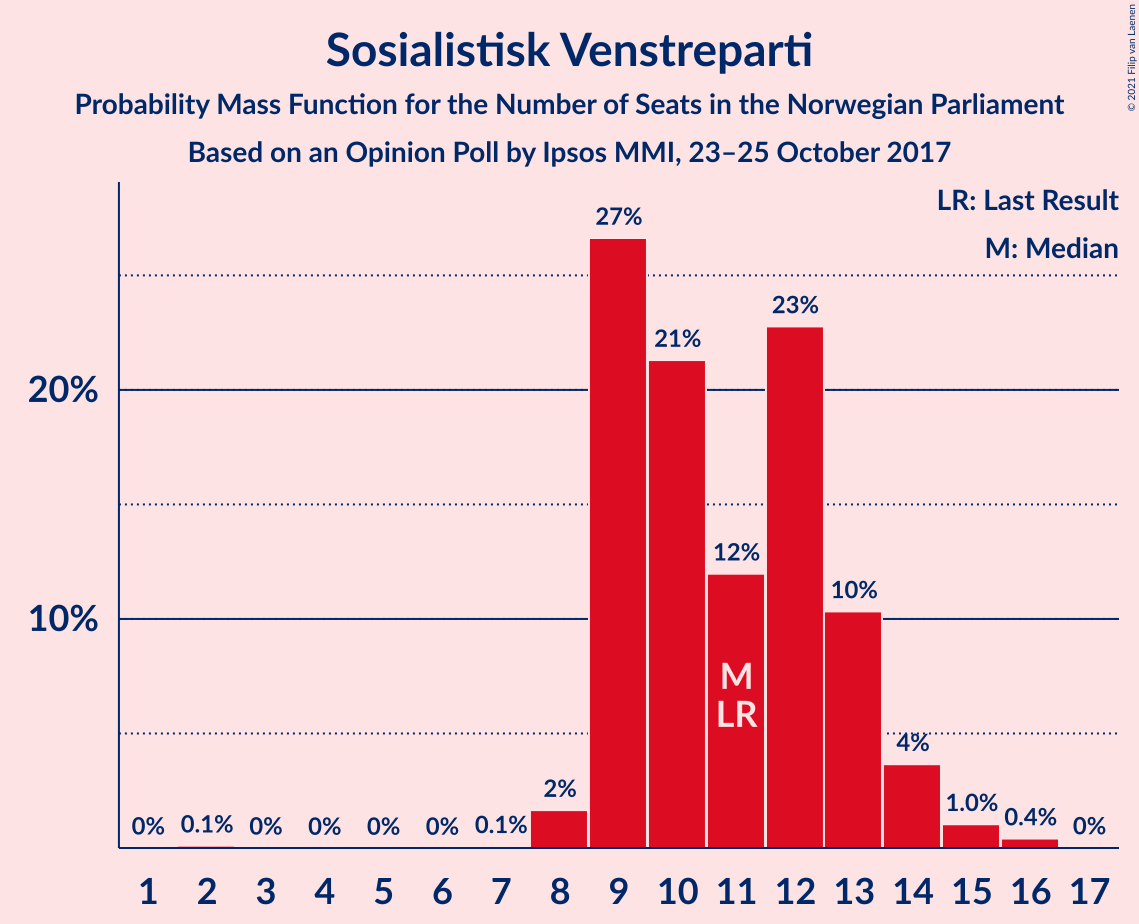 Sosialistisk Venstreparti
Probability Mass Function for the Number of Seats in the Norwegian Parliament
Based on an Opinion Poll by Ipsos MMI, 23–25 October 2017
© 2021 Filip van Laenen
LR: Last Result
M: Median
20%
10%
0% 0.1% 0% 0% 0% 0% 0.1% 2% 27% 21% 12% 23% 10% 4% 1.0% 0.4% 0%
M
LR
1 2 3 4 5 6 7 8 9 10 11 12 13 14 15 16 17